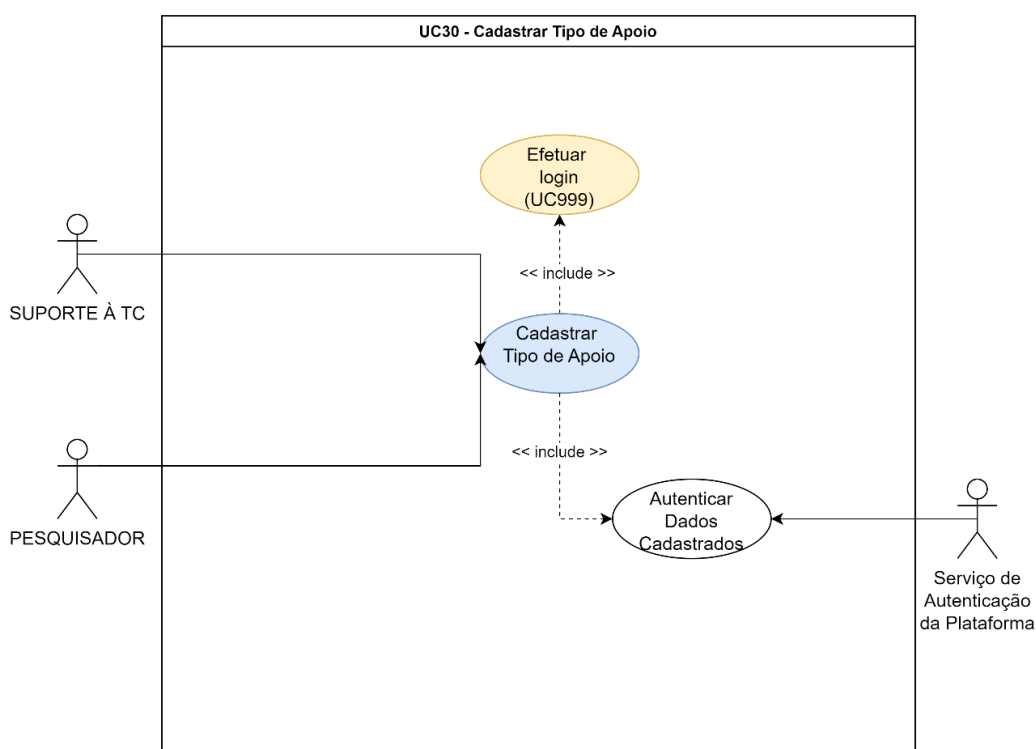 UC30 - Cadastrar Tipo de Apoio
Efetuar
login
(UC999)
<< include >>
SUPORTE À TC
Cadastrar
Tipo de Apoio
<< include >>
PESQUISADOR
Autenticar
Dados
Cadastrados
Serviço de
Autenticação
da Plataforma